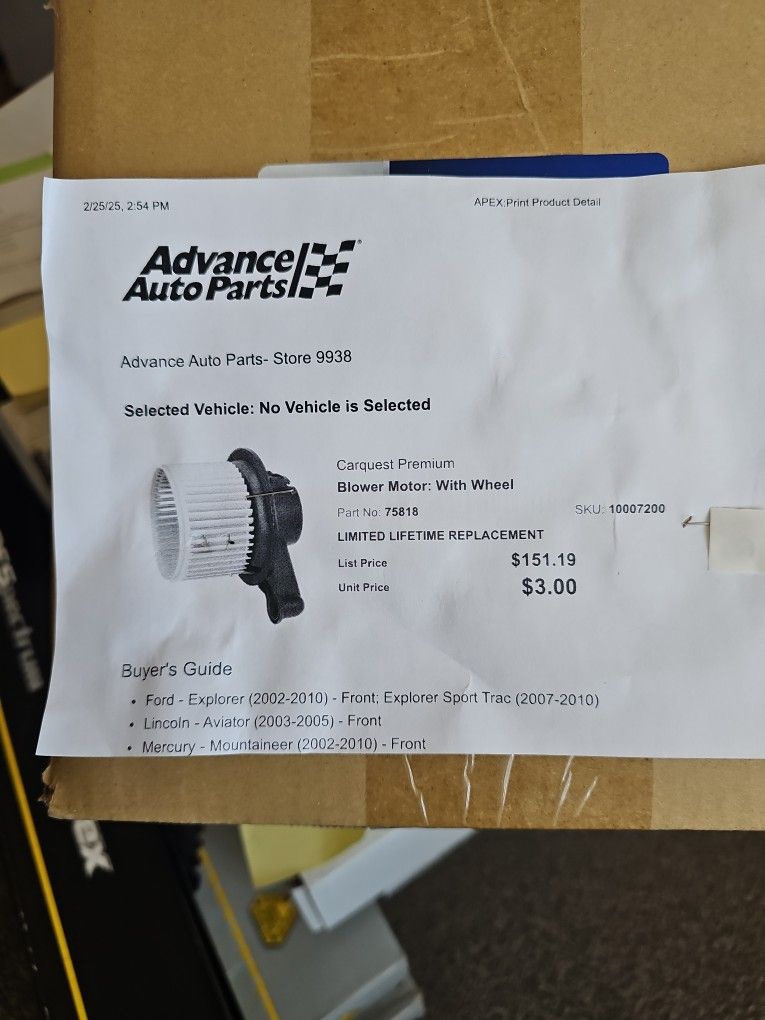 2/25/25, 2:54 PM
APEX:Print Product Detail
Advance
Auto Parts
Advance Auto Parts- Store 9938
Selected Vehicle: No Vehicle is Selected
Carquest Premium
Blower Motor: With Wheel
Part No: 75818
SKU: 10007200
LIMITED LIFETIME REPLACEMENT
List Price $151.19
Unit Price $3.00
Buyer's Guide
• Ford - Explorer (2002-2010) - Front; Explorer Sport Trac (2007-2010)
• Lincoln - Aviator (2003-2005) - Front
• Mercury - Mountaineer (2002-2010) - Front